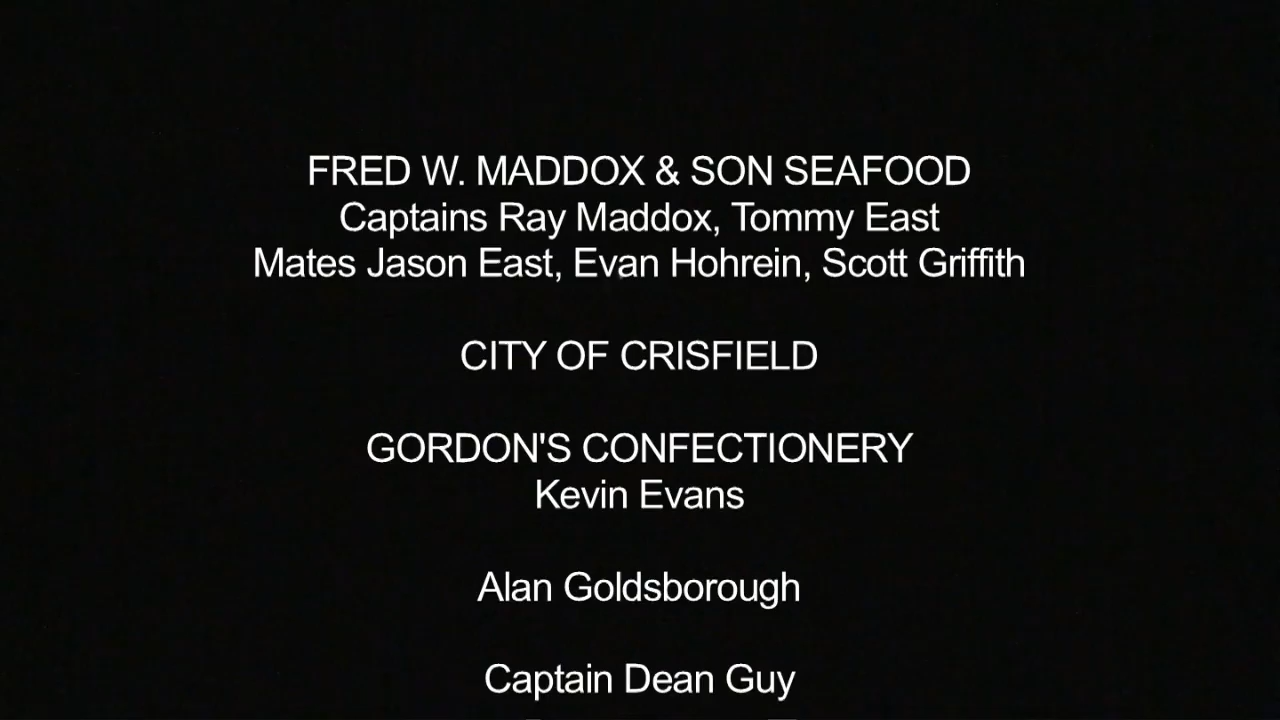 FRED W. MADDOX & SON SEAFOOD
Captains Ray Maddox, Tommy East
Mates Jason East, Evan Hohrein, Scott Griffith
CITY OF CRISFIELD
GORDON'S CONFECTIONERY
Kevin Evans
Alan Goldsborough
Captain Dean Guy